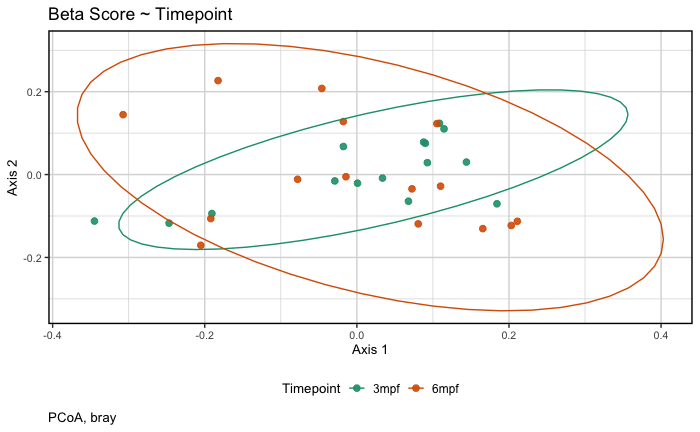 Beta Score ~ Timepoint
Axis 2
0.2
0.0
-0.2
-0.4
-0.2
0.0
0.2
0.4
Axis 1
Timepoint 3mpf 6mpf
PCoA, bray